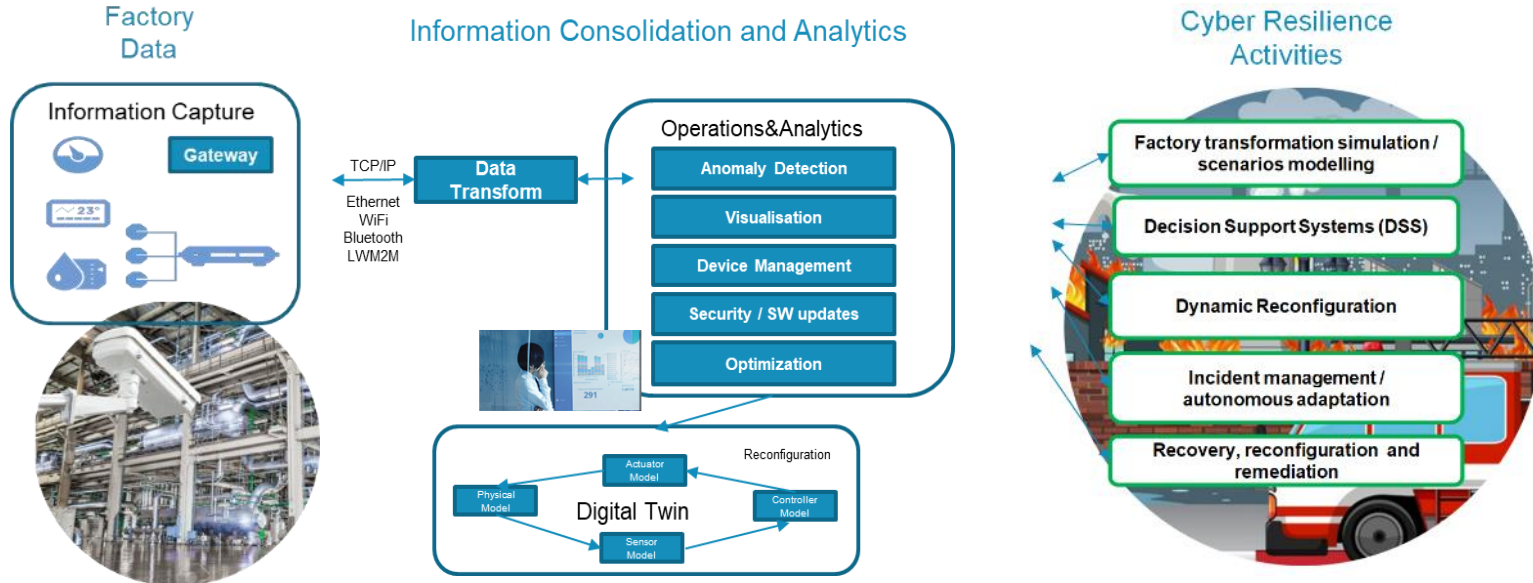 Factory
Data
Information Capture
Gateway
23°
Information Consolidation and Analytics
TCP/IP
Ethernet
WiFi
Bluetooth
LWM2M
Data
Transform
Operations&Analytics
Anomaly Detection
Visualisation
Device Management
Security / SW updates
Optimization
291
Reconfiguration
Actuator
Model
Physical
Model
Digital Twin
Controller
Model
Sensor
Model
Cyber Resilience
Activities
Factory transformation simulation /
scenarios modelling
Decision Support Systems (DSS)
Dynamic Reconfiguration
Incident management /
autonomous adaptation
Recovery, reconfiguration and
remediation